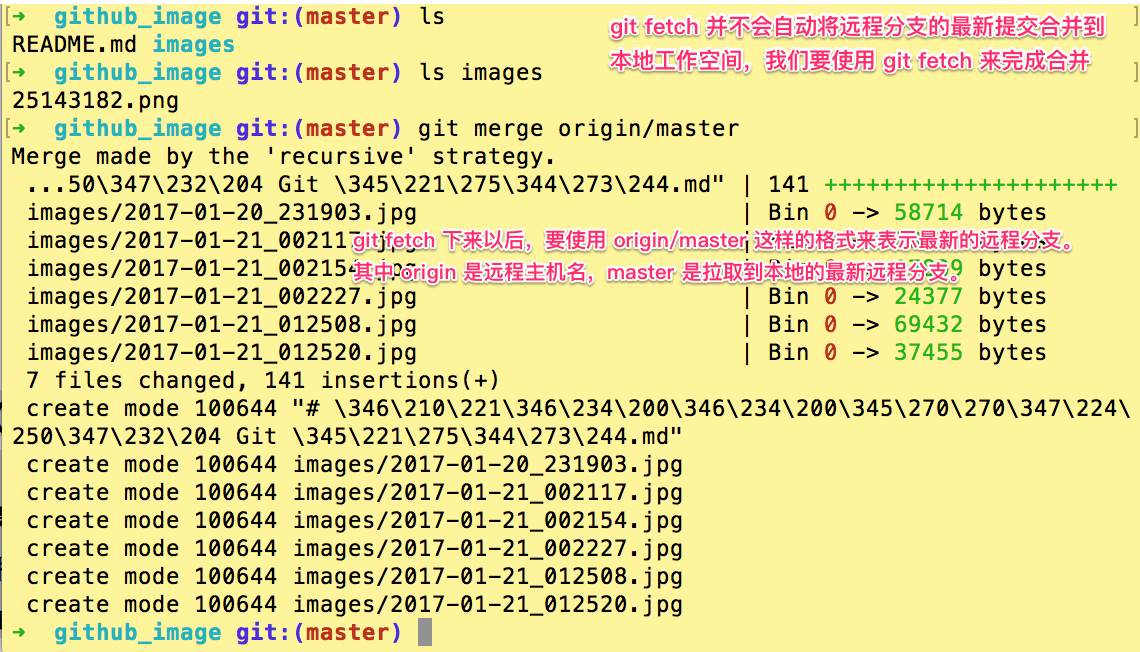 [➜  github_image git:(master) ls ]
git fetch 并不会自动将远程分支的最新提交合并到
README.md images
本地工作空间，我们要使用 git fetch 来完成合并
[➜  github_image git:(master) ls images ]
25143182.png
[➜  github_image git:(master) git merge origin/master ]
Merge made by the 'recursive' strategy.
 ...50\347\232\204 Git \345\221\275\344\273\244.md" | 141 +++++++++++++++++++++
 images/2017-01-20_231903.jpg | Bin 0 -> 58714 bytes
 images/2017-01-21_002117.jpg
git fetch 下来以后，要使用 origin/master 这样的格式来表示最新的远程分支。
 images/2017-01-21_002154.jpg
其中 origin 是远程主机名，master 是拉取到本地的最新远程分支。
 images/2017-01-21_002227.jpg | Bin 0 -> 24377 bytes
 images/2017-01-21_012508.jpg | Bin 0 -> 69432 bytes
 images/2017-01-21_012520.jpg | Bin 0 -> 37455 bytes
 7 files changed, 141 insertions(+)
 create mode 100644 "# \346\210\221\346\234\200\346\234\200\345\270\270\347\224\
250\347\232\204 Git \345\221\275\344\273\244.md"
 create mode 100644 images/2017-01-20_231903.jpg
 create mode 100644 images/2017-01-21_002117.jpg
 create mode 100644 images/2017-01-21_002154.jpg
 create mode 100644 images/2017-01-21_002227.jpg
 create mode 100644 images/2017-01-21_012508.jpg
 create mode 100644 images/2017-01-21_012520.jpg
➜  github_image git:(master)